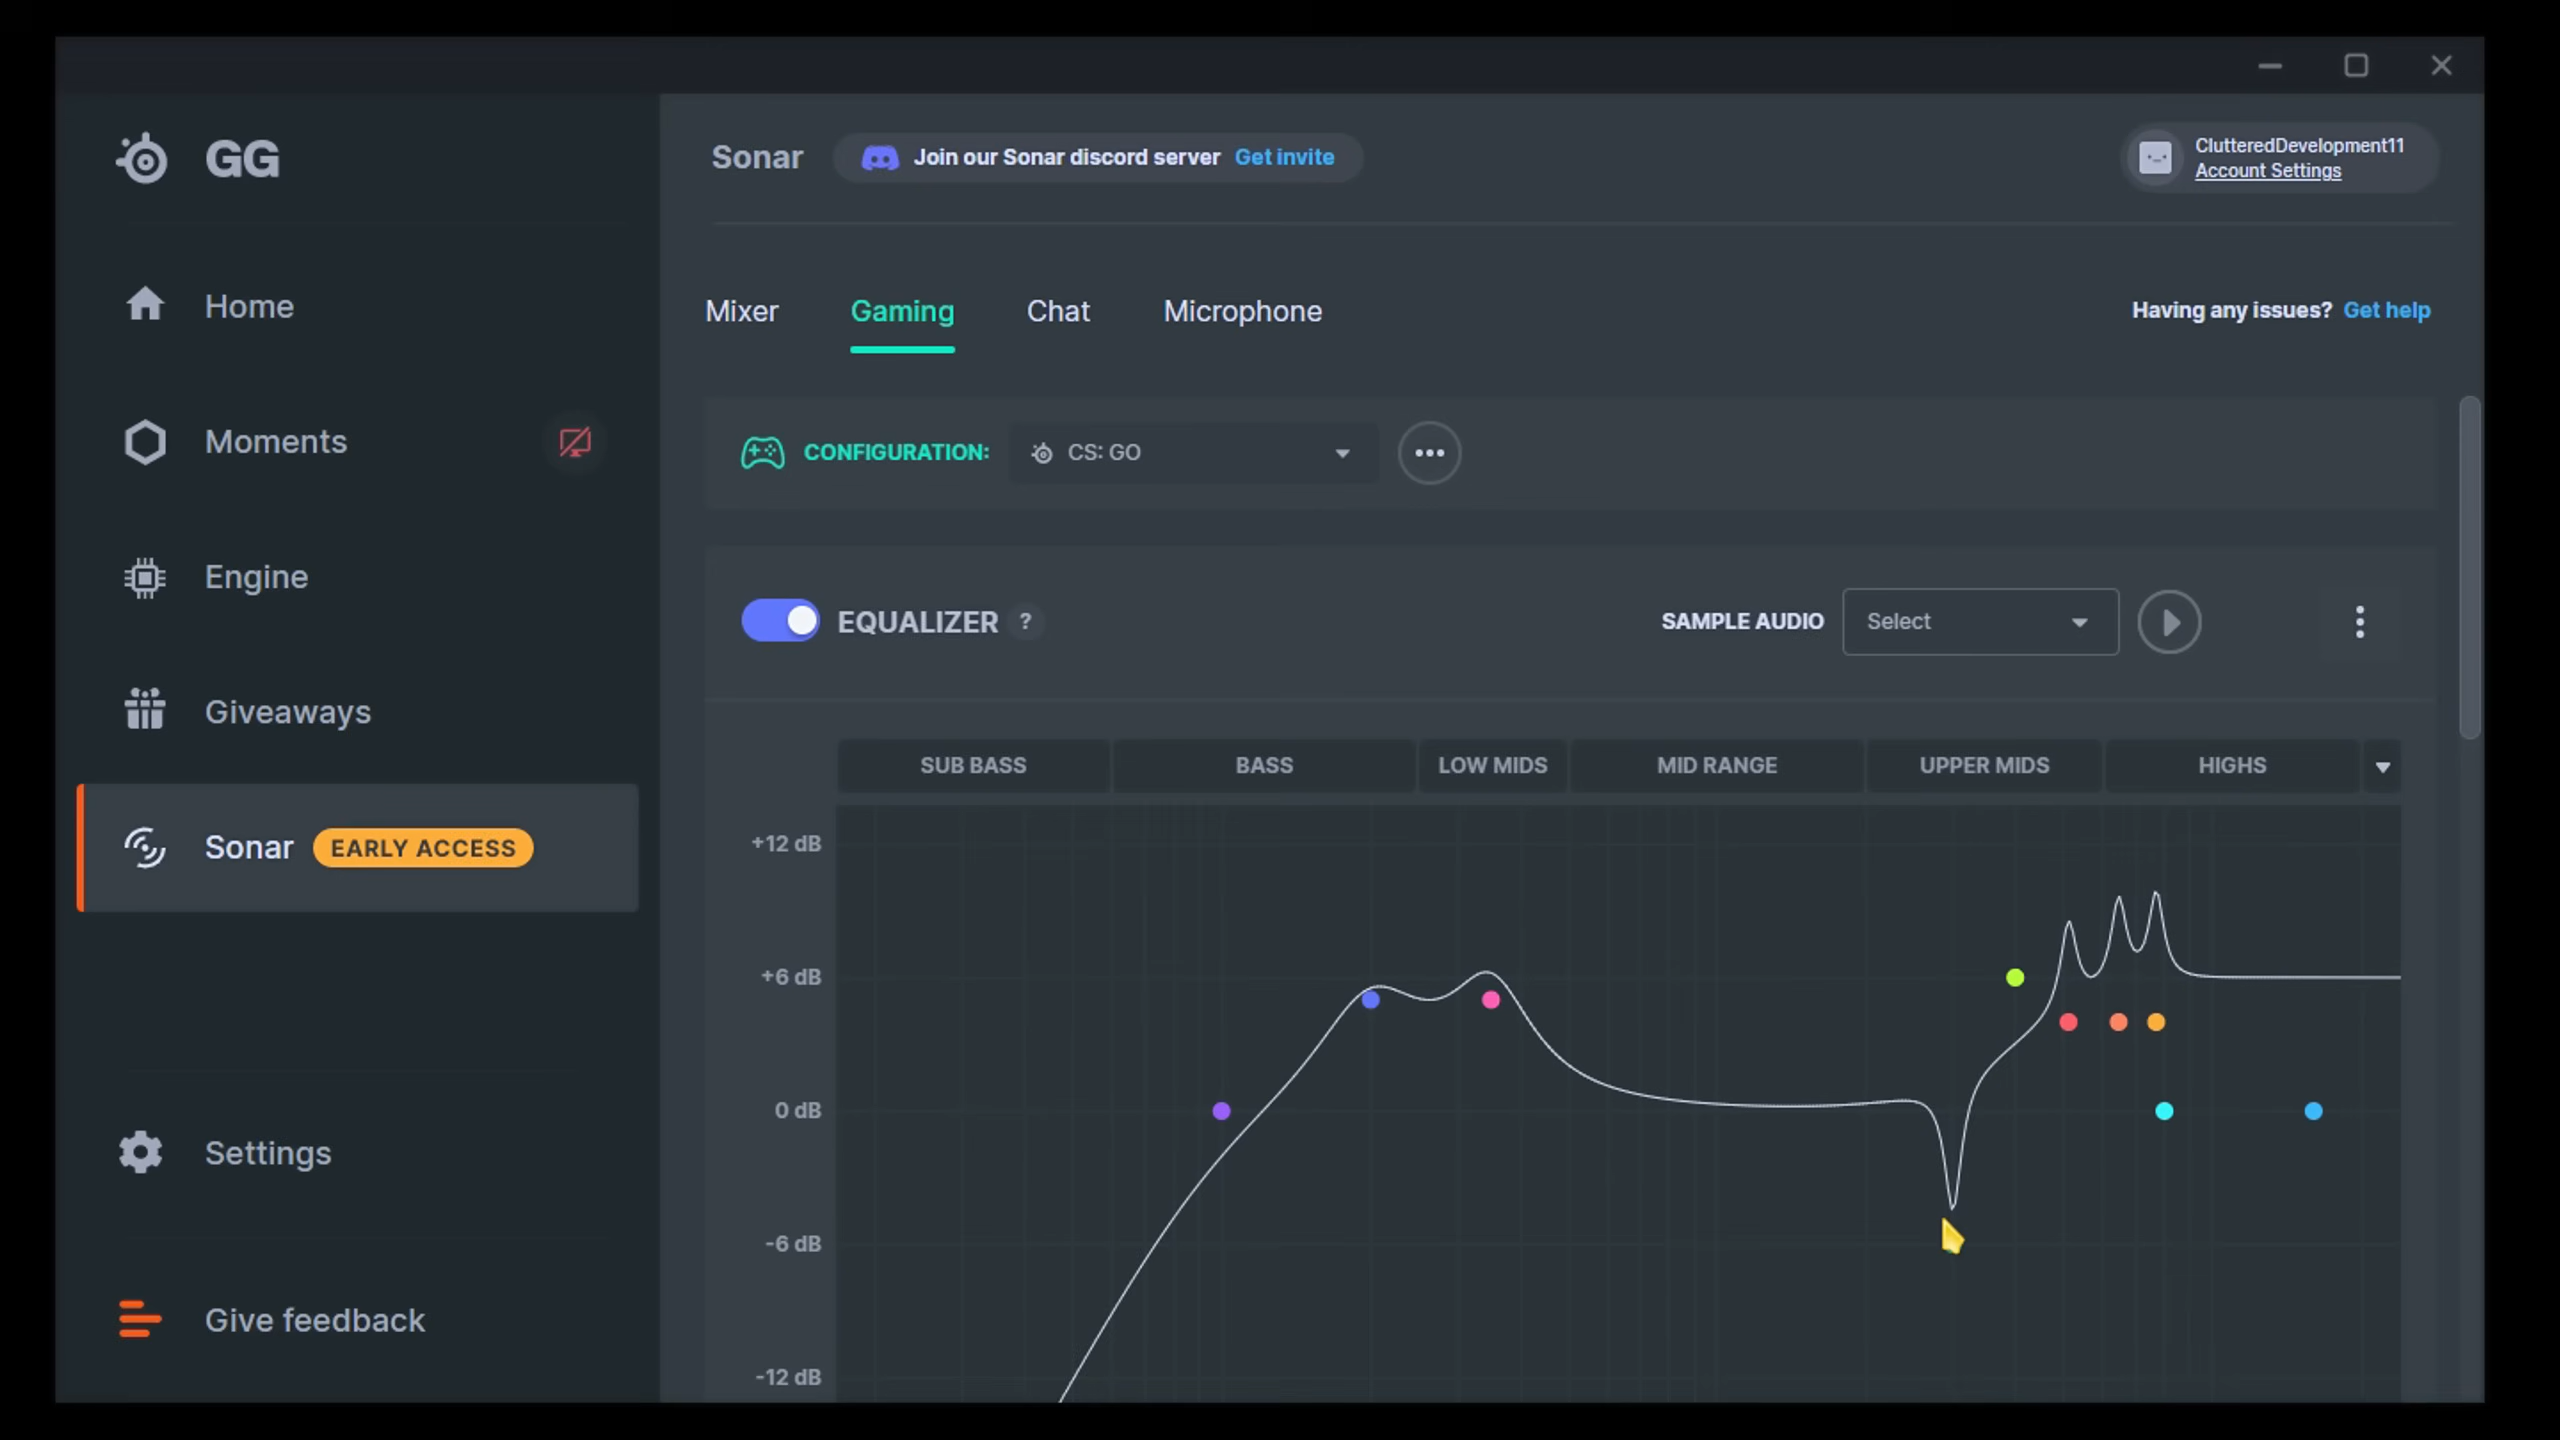 GG
Sonar
Join our Sonar discord server Get invite
ClutteredDevelopment11
Account Settings
Home
Moments
Engine
Giveaways
Sonar EARLY ACCESS
Settings
Give feedback
Mixer Gaming Chat Microphone
Having any issues? Get help
CONFIGURATION: CS: GO
EQUALIZER ?
SAMPLE AUDIO Select
SUB BASS BASS LOW MIDS MID RANGE UPPER MIDS HIGHS
+12 dB
+6 dB
0 dB
-6 dB
-12 dB